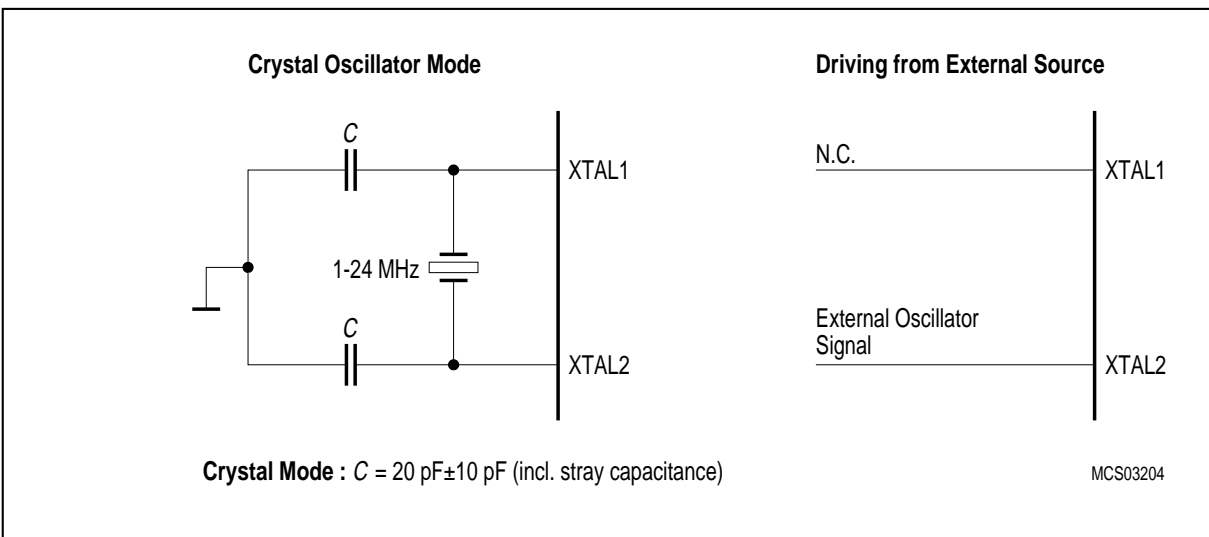 Crystal Oscillator Mode
C
XTAL1
1-24 MHz
C
XTAL2
Driving from External Source
N.C.
XTAL1
External Oscillator
Signal
XTAL2
Crystal Mode : C = 20 pF±10 pF (incl. stray capacitance)
MCS03204